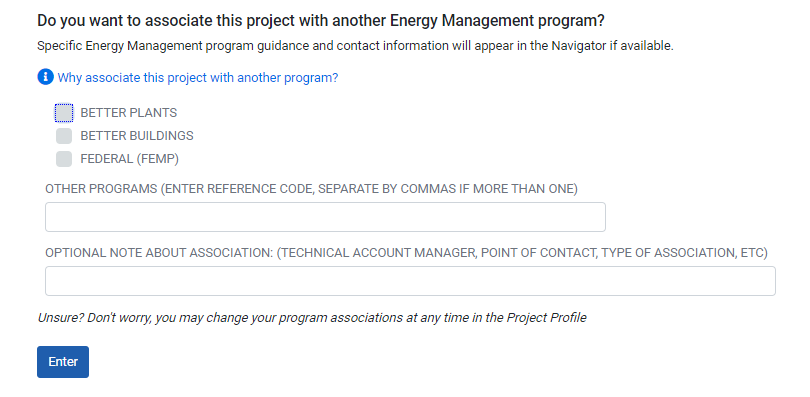 Do you want to associate this project with another Energy Management program?
Specific Energy Management program guidance and contact information will appear in the Navigator if available.
Why associate this project with another program?
BETTER PLANTS
BETTER BUILDINGS
FEDERAL (FEMP)
OTHER PROGRAMS (ENTER REFERENCE CODE, SEPARATE BY COMMAS IF MORE THAN ONE)
OPTIONAL NOTE ABOUT ASSOCIATION: (TECHNICAL ACCOUNT MANAGER, POINT OF CONTACT, TYPE OF ASSOCIATION, ETC)
Unsure? Don't worry, you may change your program associations at any time in the Project Profile
Enter